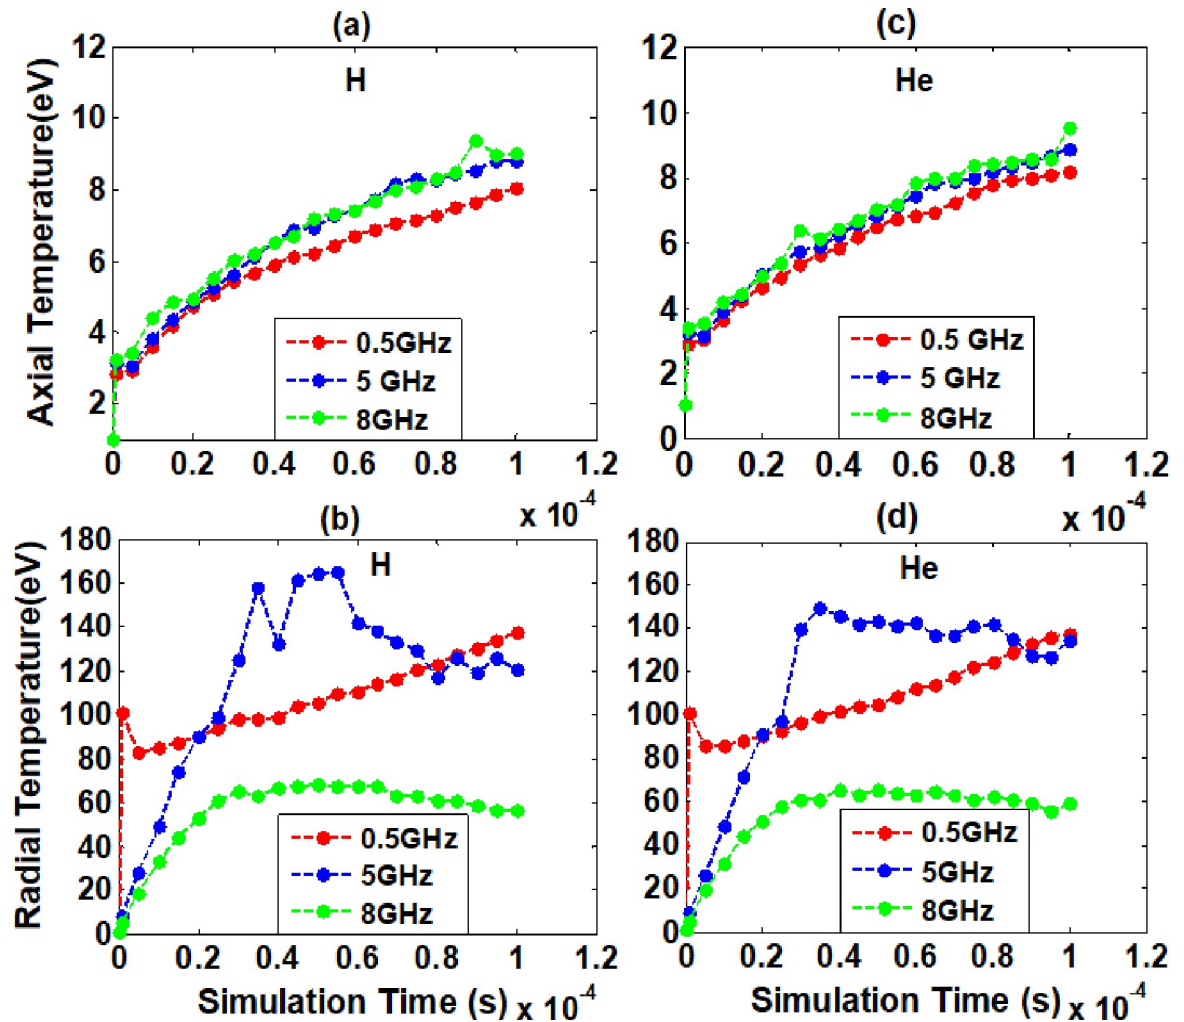 (a)
H
Axial Temperature(eV)
12
10
8
6
4
2
0.5GHz
5 GHz
8GHz
0 0.2 0.4 0.6 0.8 1 1.2
x 10-4
(c)
He
12
10
8
6
4
2
0
0.5 GHz
5 GHz
8GHz
0 0.2 0.4 0.6 0.8 1 1.2
x 10-4
(b)
H
Radial Temperature(eV)
180
160
140
120
100
80
60
40
20
0
0.5GHz
5GHz
8GHz
0 0.2 0.4 0.6 0.8 1 1.2
Simulation Time (s) x 10-4
(d)
He
180
160
140
120
100
80
60
40
20
0
0.5GHz
5GHz
8GHz
0 0.2 0.4 0.6 0.8 1 1.2
Simulation Time (s) x 10-4